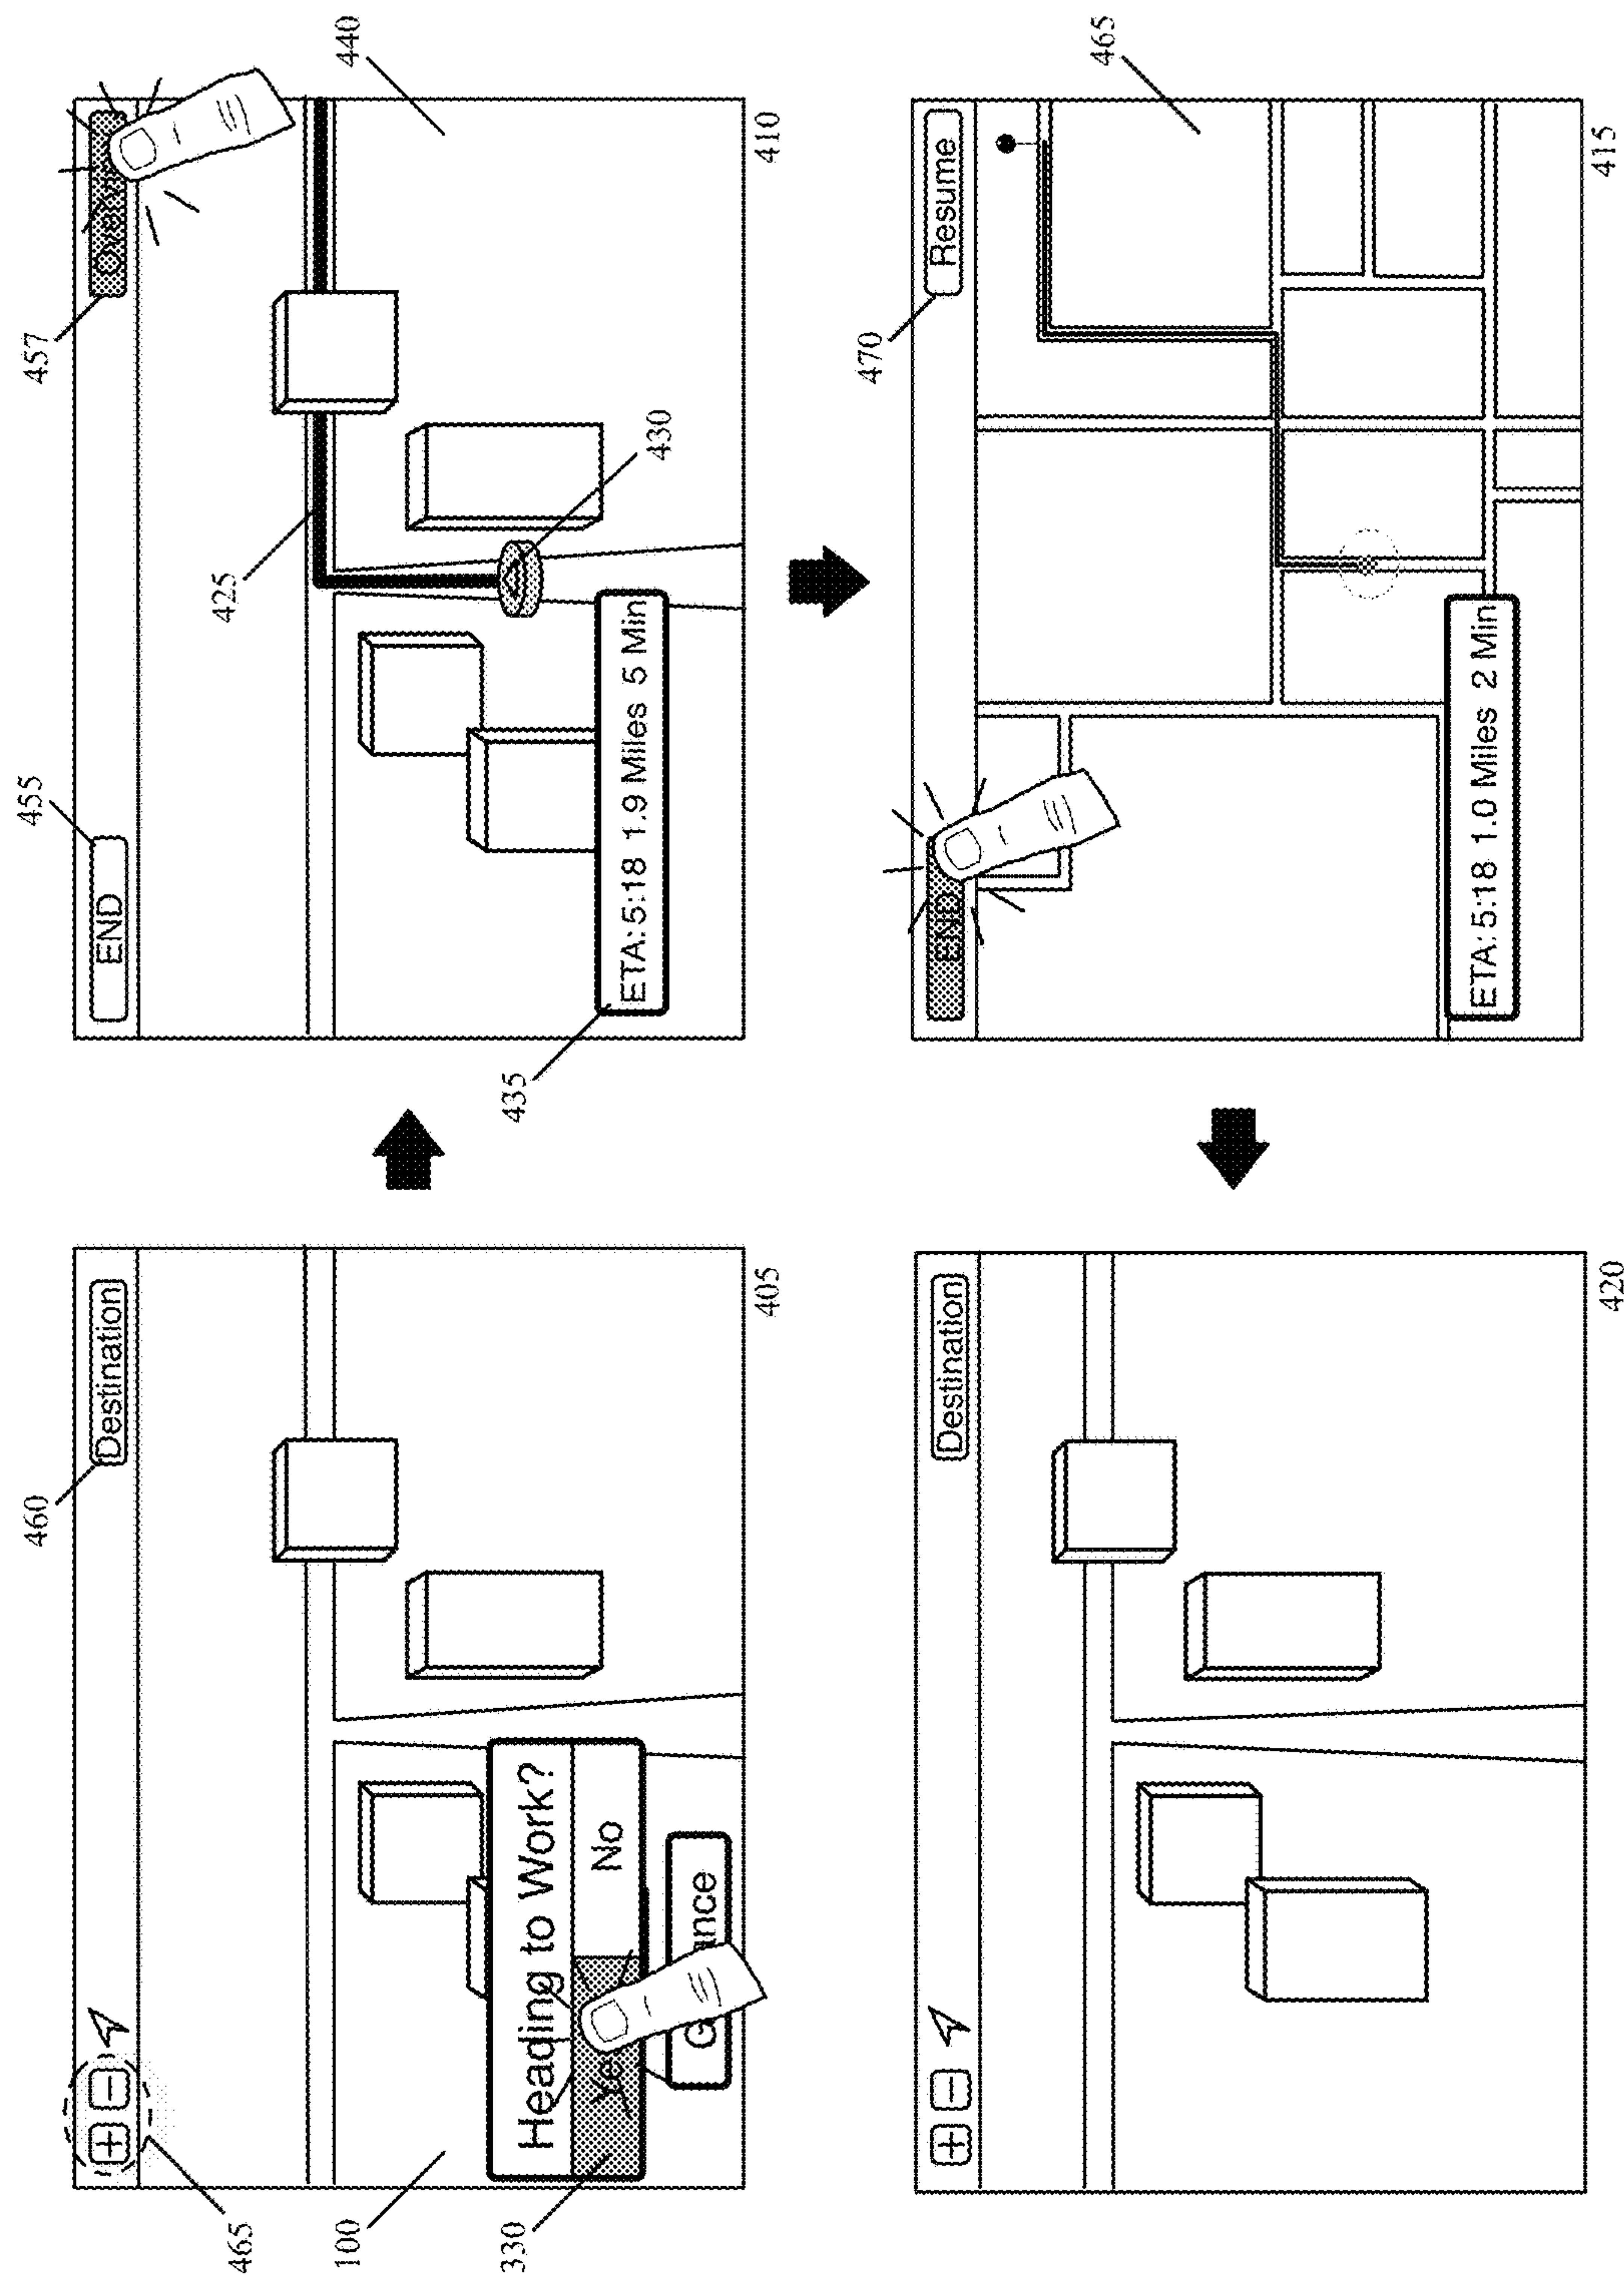 460
Destination
465
100
330
Heading to Work?
No
405
455
END
457
425
430
440
435
ETA: 5:18 1.9 Miles 5 Min
410
Destination
420
END
470
Resume
465
ETA: 5:18 1.0 Miles 2 Min
415